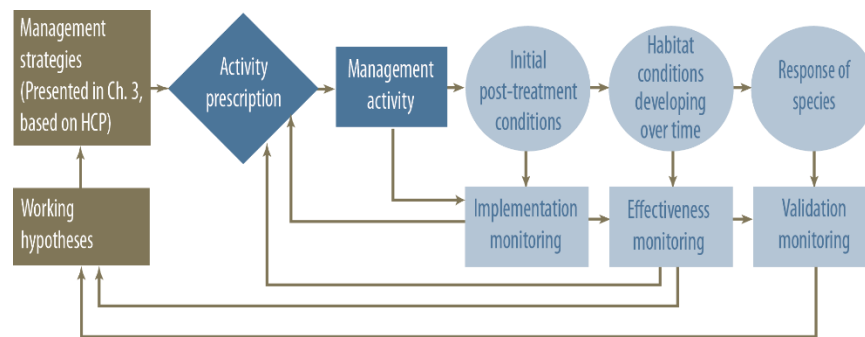 Management
strategies
(Presented in Ch. 3,
based on HCP)
Activity
prescription
Management
activity
Initial
post-treatment
conditions
Habitat
conditions
developing
over time
Response of
species
Working
hypotheses
Implementation
monitoring
Effectiveness
monitoring
Validation
monitoring